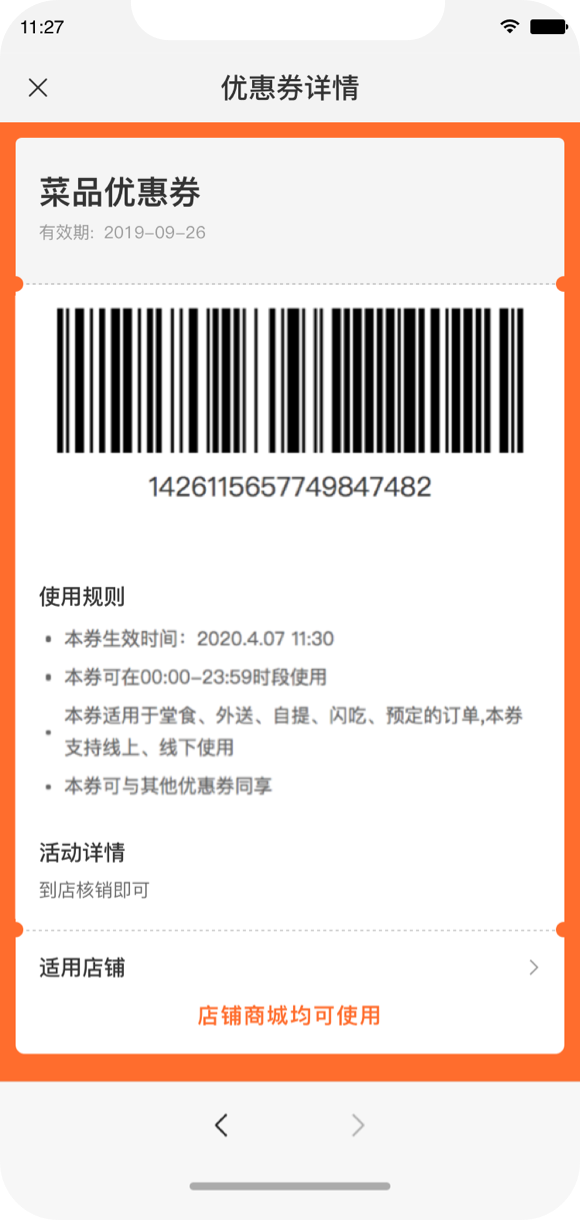 11:27
优惠券详情
菜品优惠券
有效期: 2019-09-26
1426115657749847482
使用规则
本券生效时间：2020.4.07 11:30
本券可在00:00-23:59时段使用
本券适用于堂食、外送、自提、闪吃、预定的订单,本券
支持线上、线下使用
本券可与其他优惠券同享
活动详情
到店核销即可
适用店铺
店铺商城均可使用